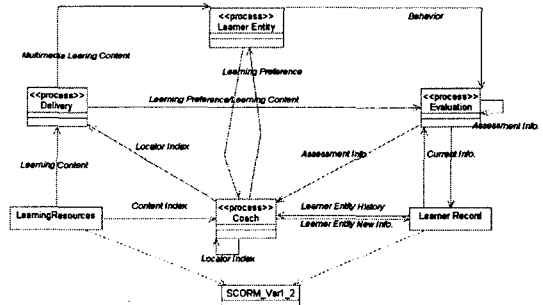 <<process>>
Learner Entity
Behavior
Multimedia Learing Content
Learning Preference
<<process>>
Delivery
Learning Preference/Learning Content
<<process>>
Evaluation
Assessment Info.
Locator Index
Assessment Info.
Current Info.
Learning Content
LearningResources
Content Index
<<process>>
Coach
Learner Entity History
Learner Entity New Info.
Learner Record
Locator Index
SCORM_Ver1_2